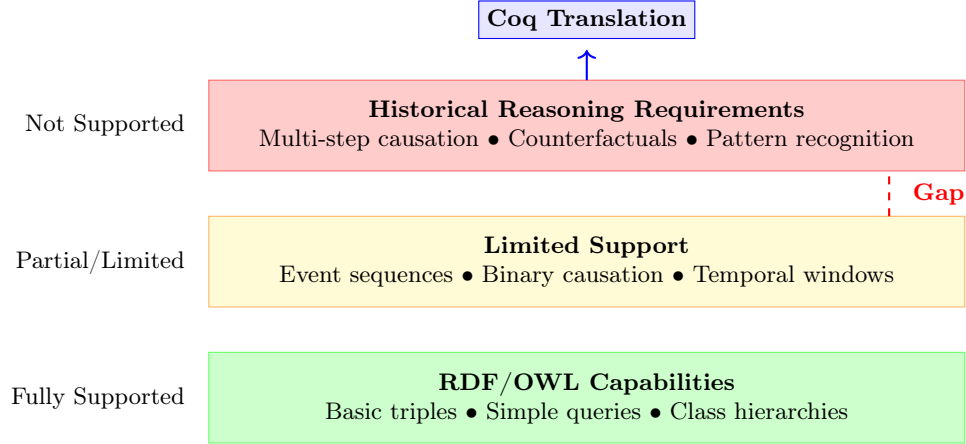 Coq Translation
Not Supported
Historical Reasoning Requirements
Multi-step causation • Counterfactuals • Pattern recognition
Gap
Partial/Limited
Limited Support
Event sequences • Binary causation • Temporal windows
Fully Supported
RDF/OWL Capabilities
Basic triples • Simple queries • Class hierarchies